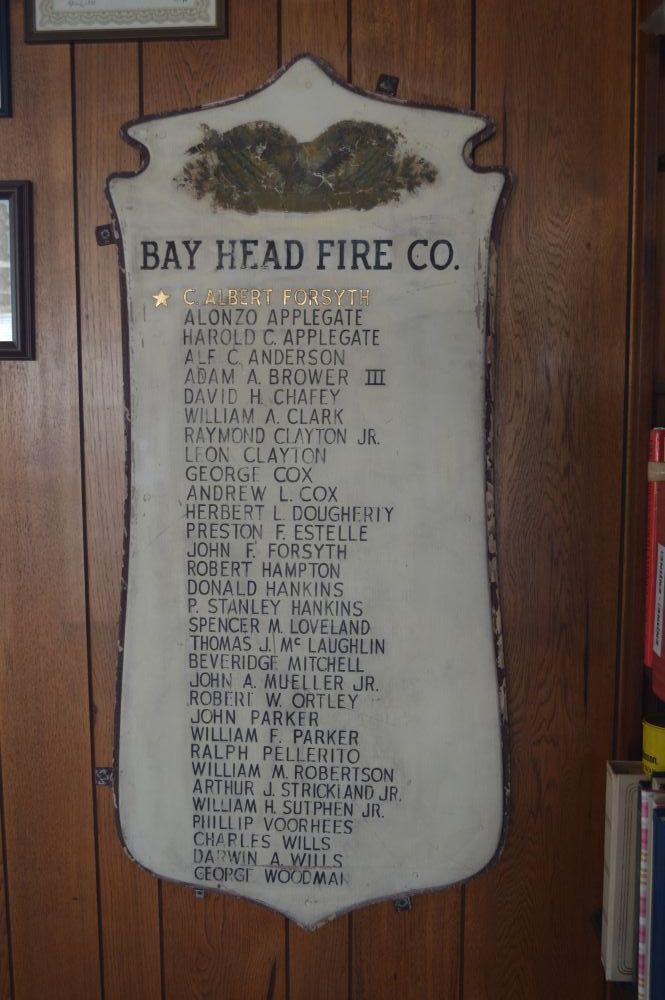 BAY HEAD FIRE CO.
C. ALBERT FORSYTH
ALONZO APPLEGATE
HAROLD C. APPLEGATE
ALF C. ANDERSON
ADAM A. BROWER III
DAVID H. CHAFEY
WILLIAM A. CLARK
RAYMOND CLAYTON JR.
LEON CLAYTON
GEORGE COX
ANDREW L. COX
HERBERT L. DOUGHERTY
PRESTON F. ESTELLE
JOHN F. FORSYTH
ROBERT HAMPTON
DONALD HANKINS
P. STANLEY HANKINS
SPENCER M. LOVELAND
THOMAS J. Mc LAUGHLIN
BEVERIDGE MITCHELL
JOHN A. MUELLER JR.
ROBERT W. ORTLEY
JOHN PARKER
WILLIAM F. PARKER
RALPH PELLERITO
WILLIAM M. ROBERTSON
ARTHUR J. STRICKLAND JR.
WILLIAM H. SUTPHEN JR.
PHILLIP VOORHEES
CHARLES WILLS
DARWIN A. WILLS
GEORGE WOODMAN